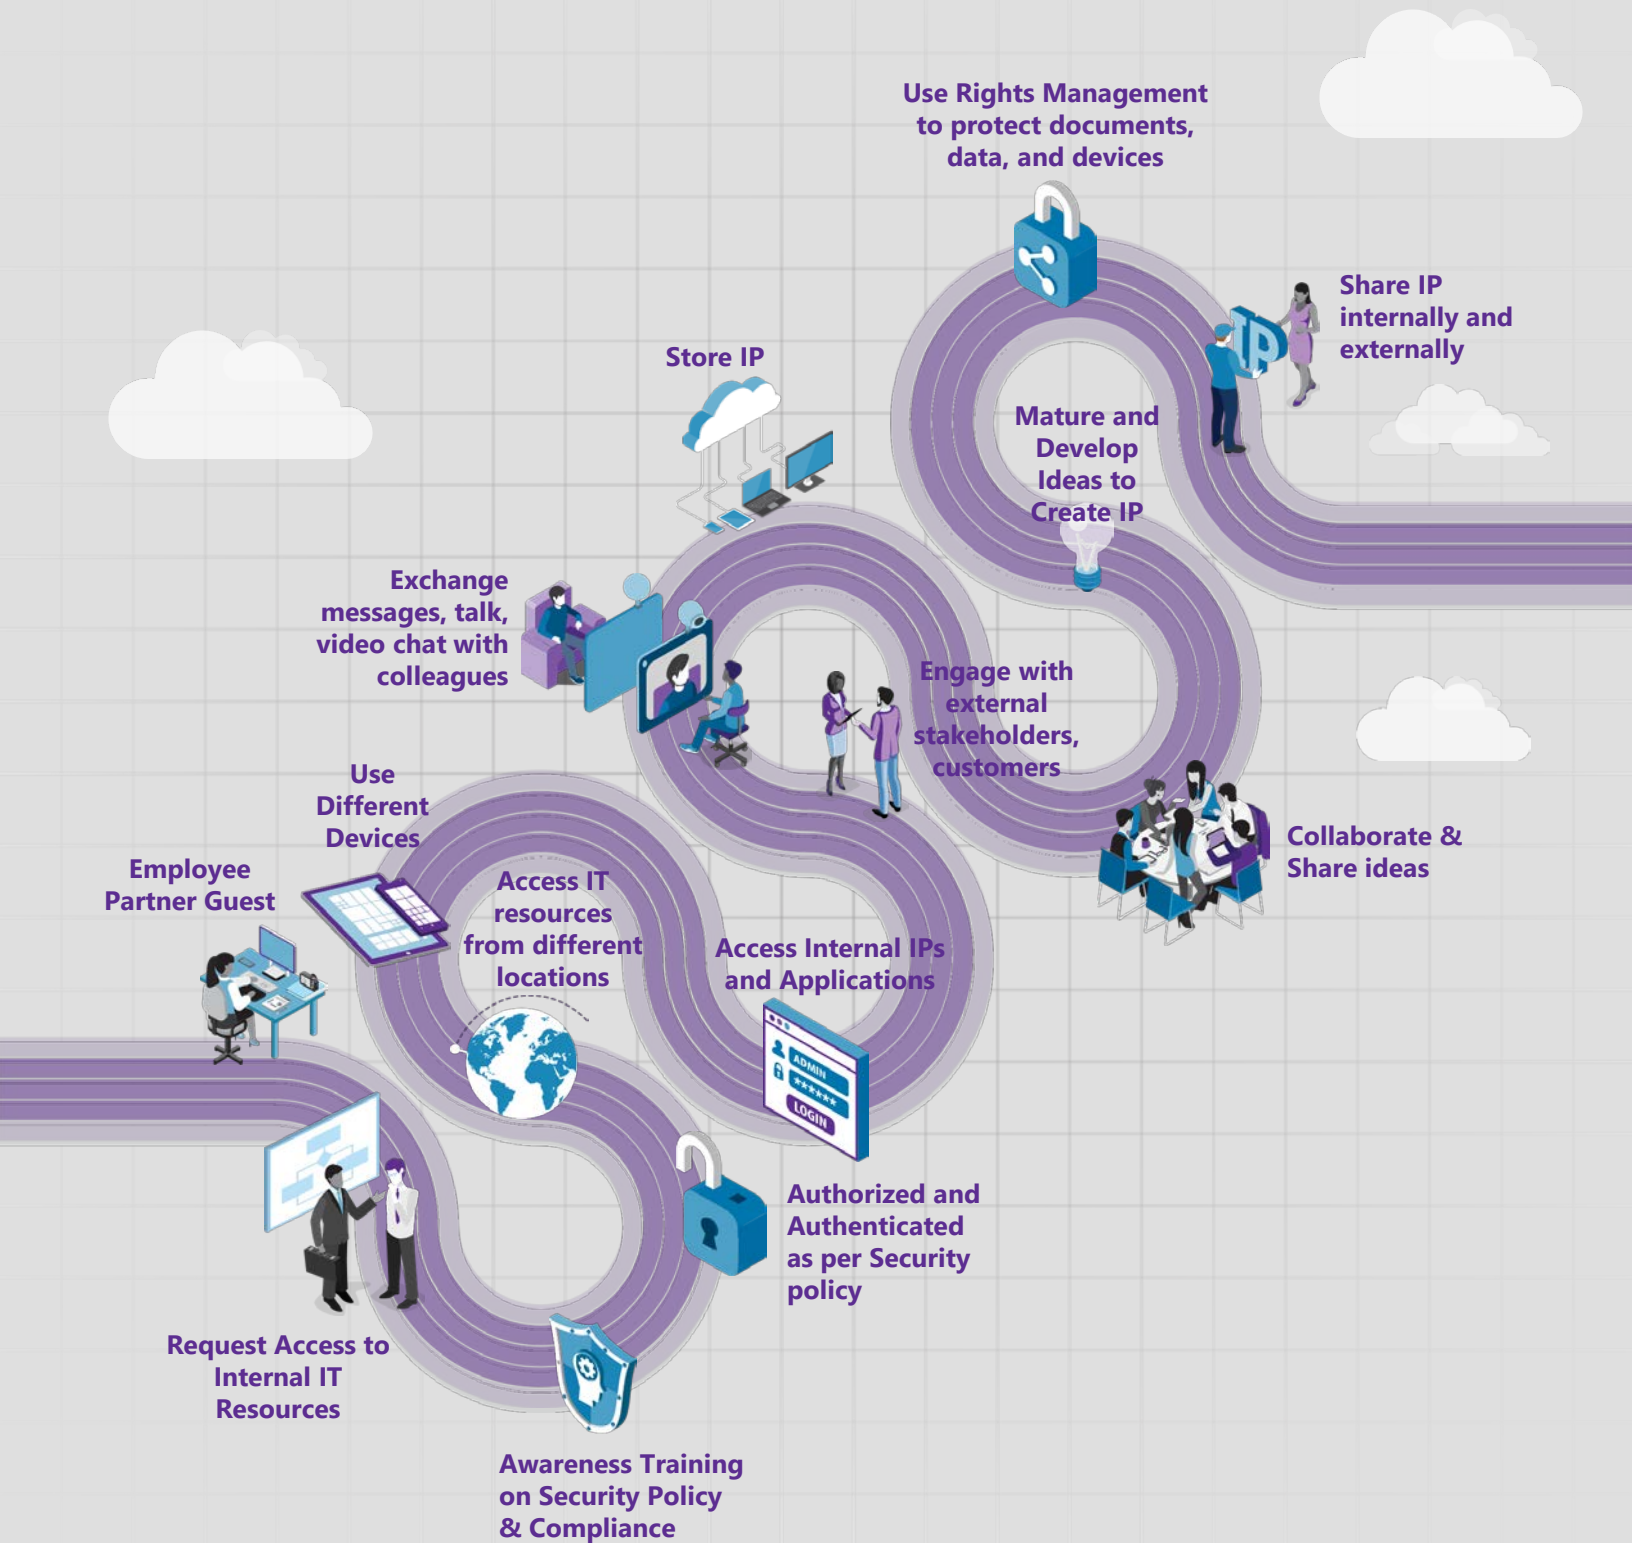 Use Rights Management
to protect documents,
data, and devices
Share IP
internally and
externally
IP
Store IP
Mature and
Develop
Ideas to
Create IP
Exchange
messages, talk,
video chat with
colleagues
Engage with
external
stakeholders,
customers
Use
Different
Devices
Collaborate &
Share ideas
Employee
Partner Guest
Access IT
resources
from different
locations
Access Internal IPs
and Applications
ADMIN
******
LOGIN
Authorized and
Authenticated
as per Security
policy
Request Access to
Internal IT
Resources
Awareness Training
on Security Policy
& Compliance